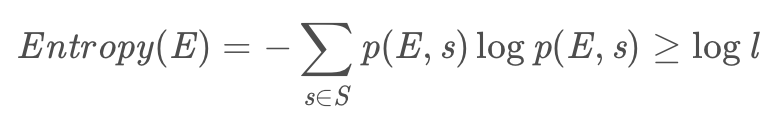 Entropy(E) = − ∑ p(E, s) log p(E, s) ≥ log l
s∈S